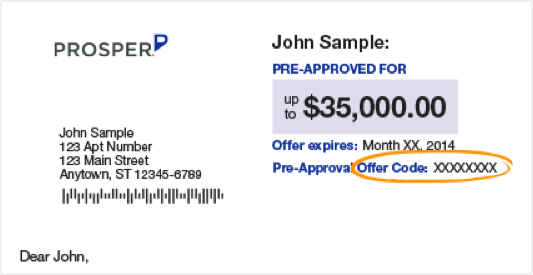 PROSPER
John Sample:
PRE-APPROVED FOR
up to $35,000.00
Offer expires: Month XX, 2014
Pre-Approval Offer Code: XXXXXXXX
John Sample
123 Apt Number
123 Main Street
Anytown, ST 12345-6789
Dear John,